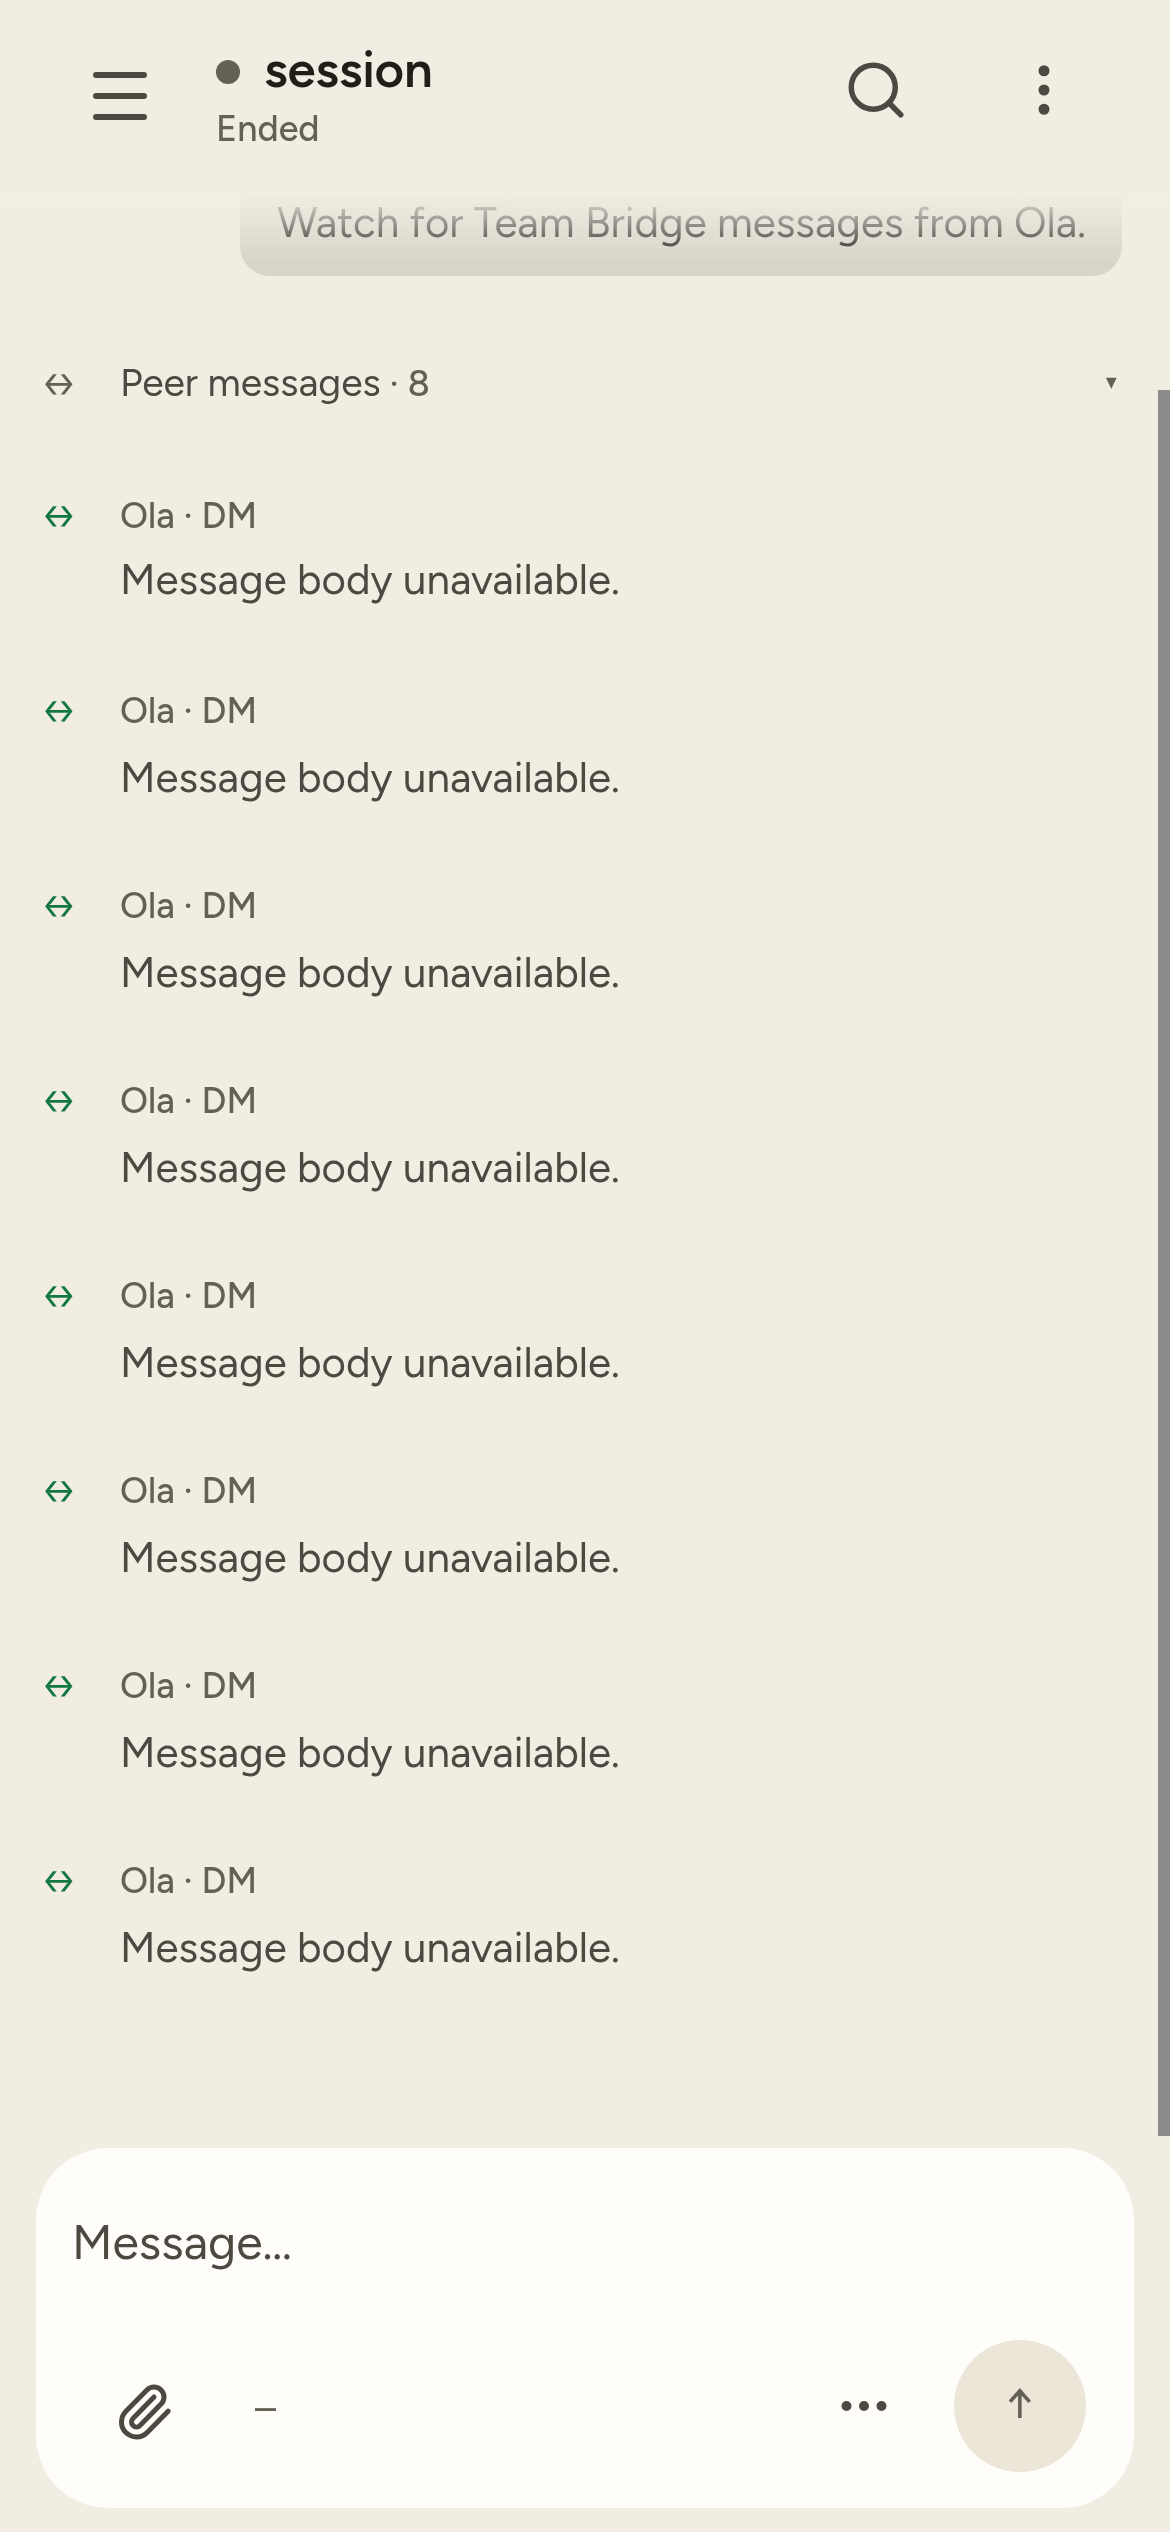 session
Ended
Watch for Team Bridge messages from Ola.
Peer messages · 8
Ola · DM
Message body unavailable.
Ola · DM
Message body unavailable.
Ola · DM
Message body unavailable.
Ola · DM
Message body unavailable.
Ola · DM
Message body unavailable.
Ola · DM
Message body unavailable.
Ola · DM
Message body unavailable.
Ola · DM
Message body unavailable.
Message...